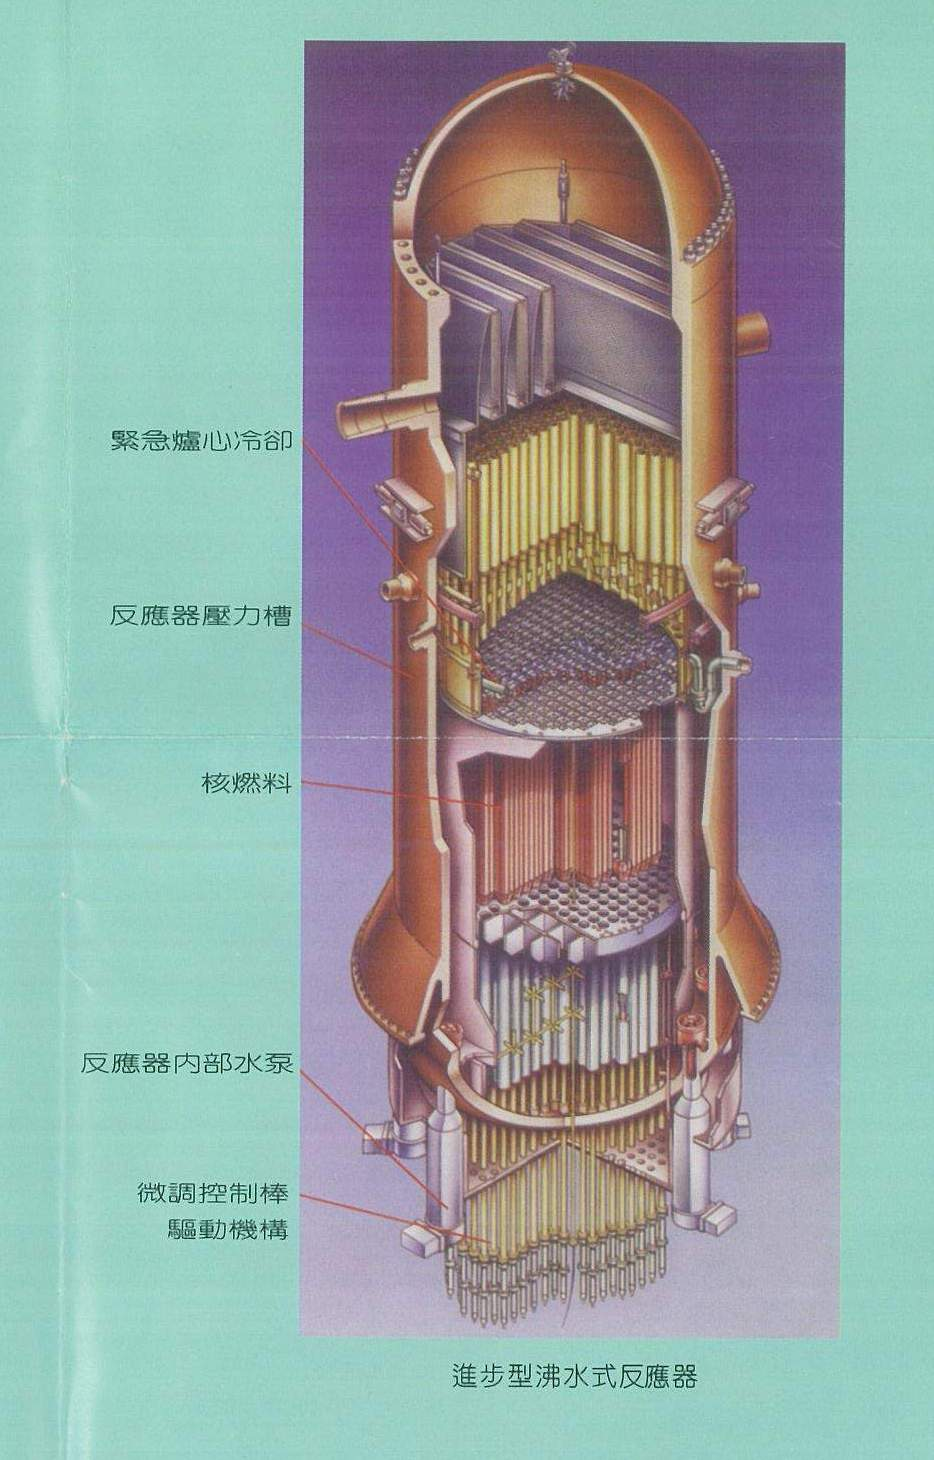 緊急爐心冷卻
反應器壓力槽
核燃料
反應器內部水泵
微調控制棒
驅動機構
進步型沸水式反應器